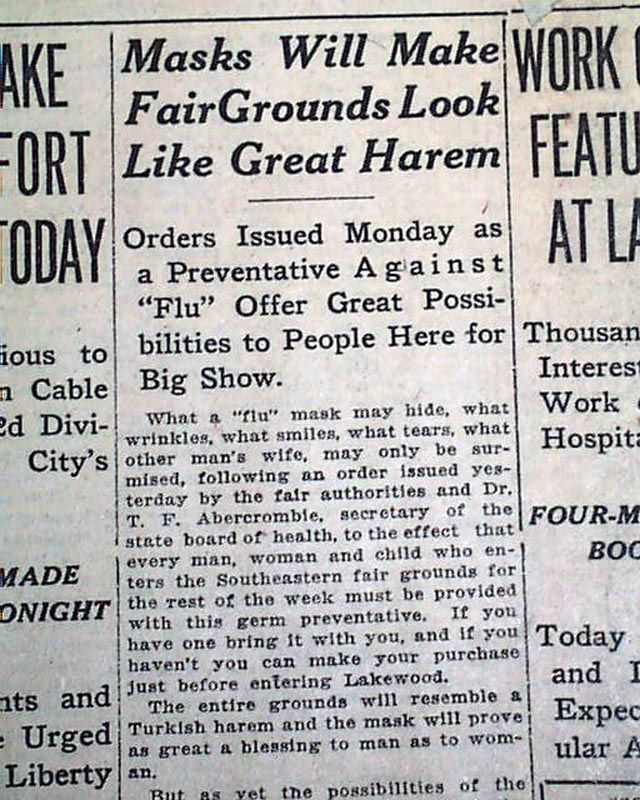 AKE
FORT
TODAY
ious to
n Cable
2d Divi-
City's
MADE
ONIGHT
nts and
Urged
Liberty
Masks Will Make
Fair Grounds Look
Like Great Harem
Orders Issued Monday as
a Preventative Against
"Flu" Offer Great Possi-
bilities to People Here for
Big Show.
What a "flu" mask may hide, what
wrinkles, what smiles, what tears, what
other man's wife, may only be sur-
mised, following an order issued yes-
terday by the fair authorities and Dr.
T. F. Abercrombie, secretary of the
state board of health, to the effect that
every man, woman and child who en-
ters the Southeastern fair grounds for
the rest of the week must be provided
with this germ preventative. If you
have one bring it with you, and if you
haven't you can make your purchase
just before entering Lakewood.
The entire grounds will resemble a
Turkish harem and the mask will prove
as great a blessing to man as to wom-
an.
But as yet the possibilities of the
WORK
FEATU
AT LA
Thousan
Interest
Work
Hospita
FOUR-M
BOO
Today
and
Expec
ular A